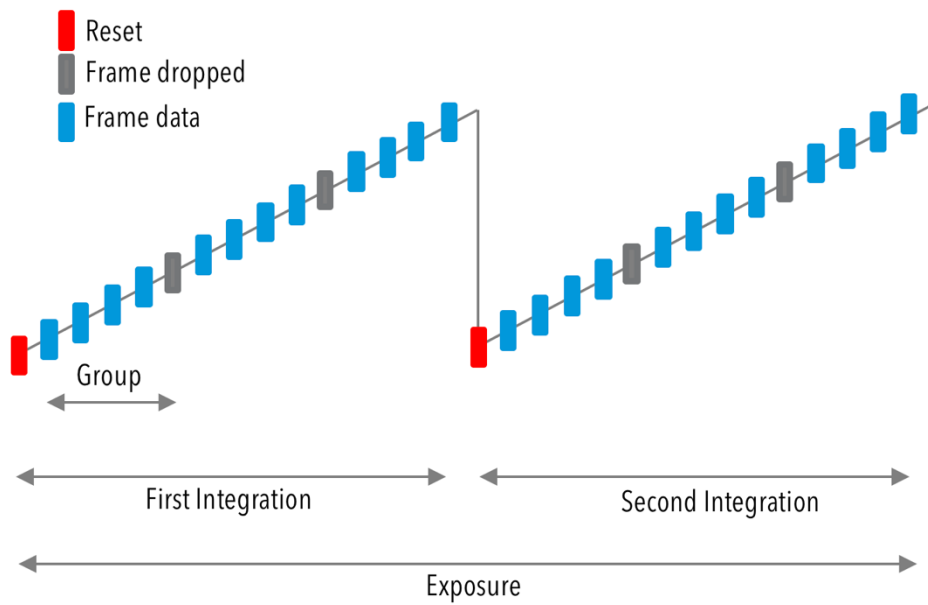 Reset
Frame dropped
Frame data
Group
First Integration
Second Integration
Exposure